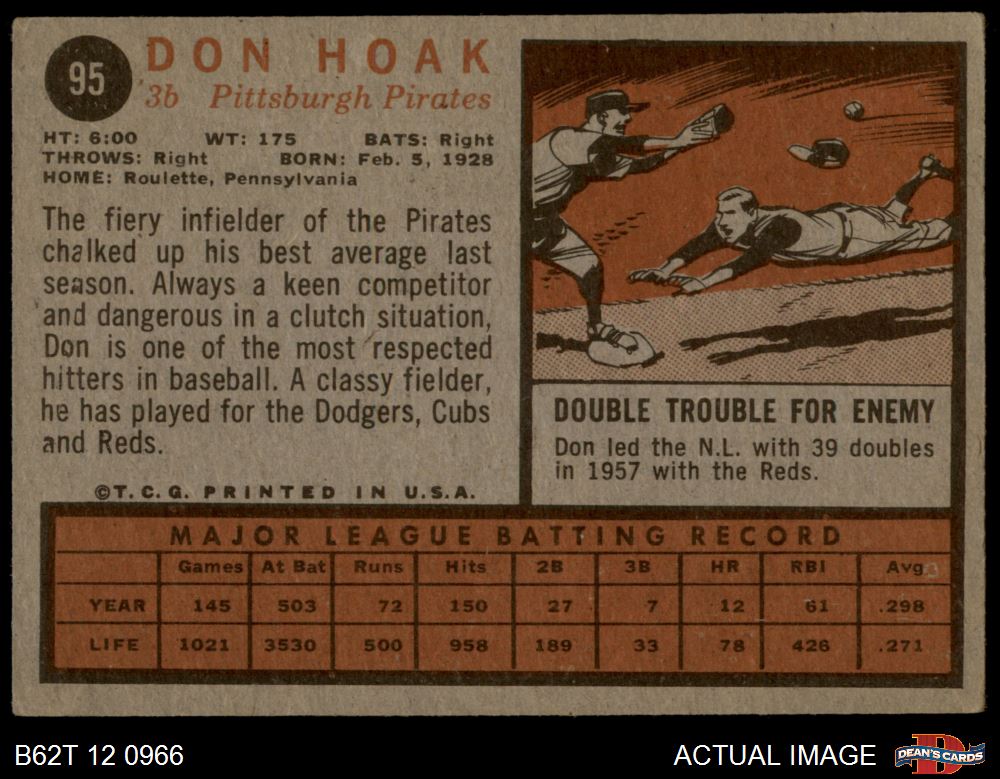 95
DON HOAK
3b Pittsburgh Pirates
HT: 6:00 WT: 175 BATS: Right
THROWS: Right BORN: Feb. 5, 1928
HOME: Roulette, Pennsylvania
The fiery infielder of the Pirates
chalked up his best average last
season. Always a keen competitor
and dangerous in a clutch situation,
Don is one of the most respected
hitters in baseball. A classy fielder,
he has played for the Dodgers, Cubs
and Reds.
©T.C.G. PRINTED IN U.S.A.
DOUBLE TROUBLE FOR ENEMY
Don led the N.L. with 39 doubles
in 1957 with the Reds.
MAJOR LEAGUE BATTING RECORD
Games At Bat Runs Hits 2B 3B HR RBI Avg.
YEAR 145 503 72 150 27 7 12 61 .298
LIFE 1021 3530 500 958 189 33 78 426 .271
B62T 12 0966
ACTUAL IMAGE
DEAN'S CARDS